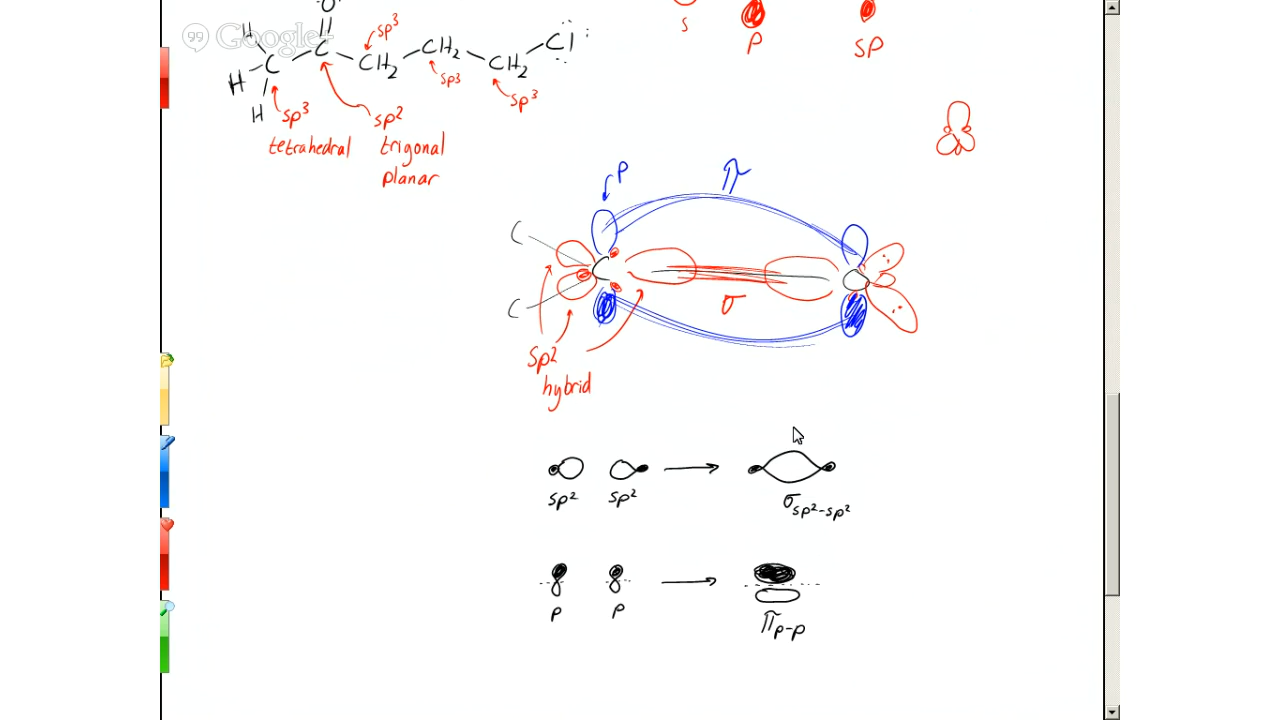 Google+
:O:
H
C
C
CH₂
CH₂
CH₂
Cl
H
H
sp³
sp³
sp³
sp³
tetrahedral
sp²
trigonal
planar
s
p
sp
p
π
C
C
C
O
σ
sp²
hybrid
sp² sp²
σsp²-sp²
p p
πp-p